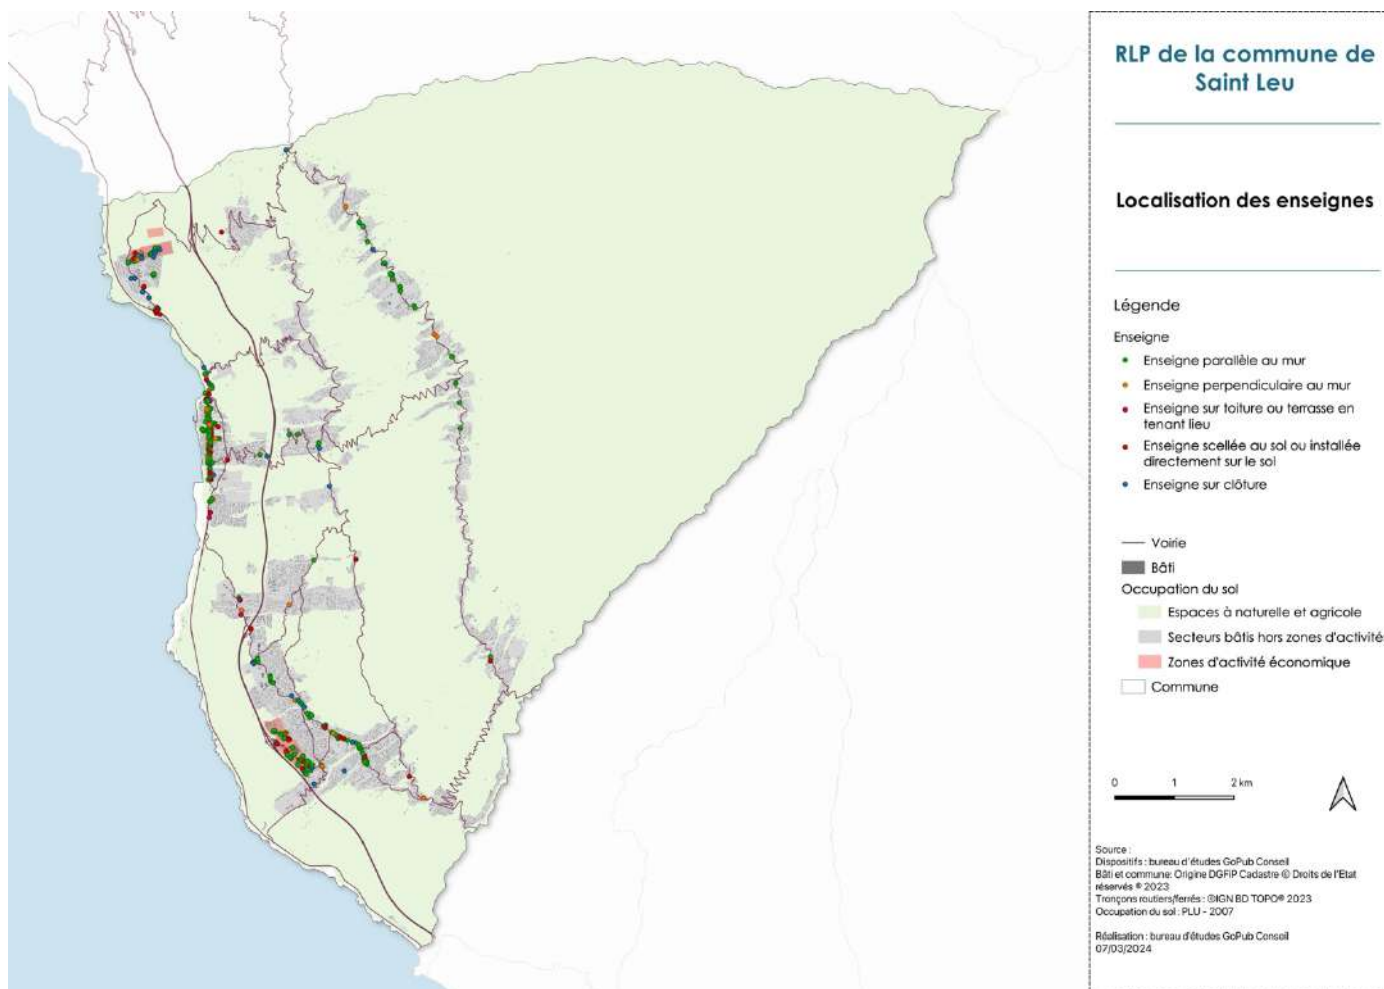 RLP de la commune de
Saint Leu
Localisation des enseignes
Légende
Enseigne
Enseigne parallèle au mur
Enseigne perpendiculaire au mur
Enseigne sur toiture ou terrasse en
tenant lieu
Enseigne scellée au sol ou installée
directement sur le sol
Enseigne sur clôture
Voirie
Bâti
Occupation du sol
Espaces à naturelle et agricole
Secteurs bâtis hors zones d'activité
Zones d'activité économique
Commune
0 1 2 km
Source :
Dispositifs : bureau d'études GoPub Conseil
Bâti et commune: Origine DGFiP Cadastre © Droits de l'Etat
réservés ® 2023
Tronçons routiers/ferrés : ©IGN BD TOPO® 2023
Occupation du sol : PLU - 2007
Réalisation : bureau d'études GoPub Conseil
07/03/2024